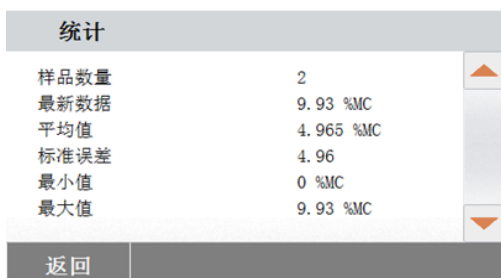 统计
样品数量 2
最新数据 9.93 %MC
平均值 4.965 %MC
标准误差 4.96
最小值 0 %MC
最大值 9.93 %MC
返回